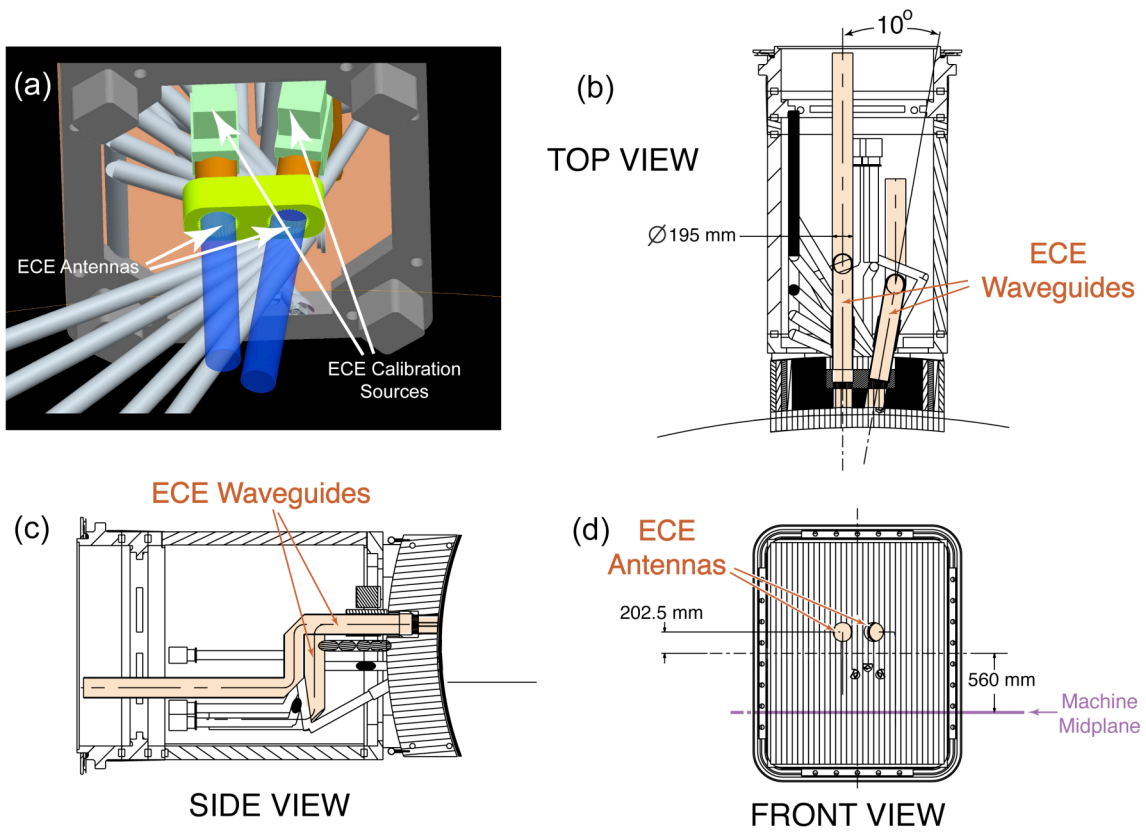 (a)
ECE Antennas
ECE Calibration
Sources
(b)
10°
TOP VIEW
∅ 195 mm
ECE
Waveguides
(c)
ECE Waveguides
SIDE VIEW
(d)
ECE
Antennas
202.5 mm
560 mm
Machine
Midplane
FRONT VIEW